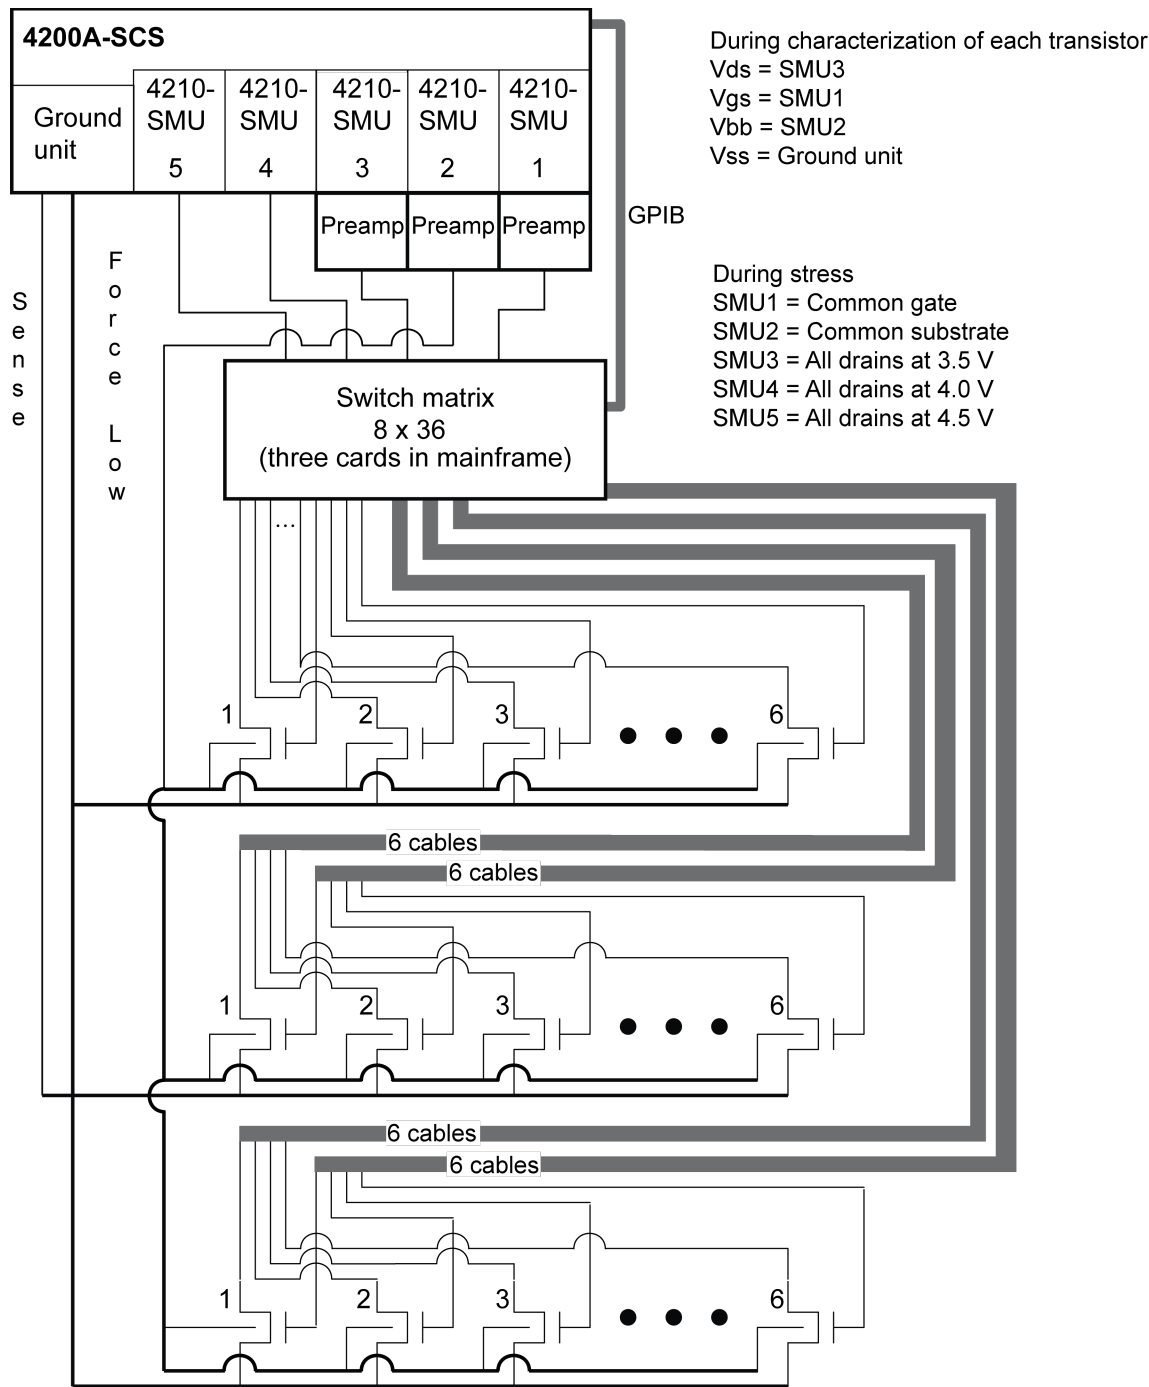 4200A-SCS
Ground
unit
4210-
SMU
5
4210-
SMU
4
4210-
SMU
3
4210-
SMU
2
4210-
SMU
1
Preamp
Preamp
Preamp
GPIB
During characterization of each transistor
Vds = SMU3
Vgs = SMU1
Vbb = SMU2
Vss = Ground unit
During stress
SMU1 = Common gate
SMU2 = Common substrate
SMU3 = All drains at 3.5 V
SMU4 = All drains at 4.0 V
SMU5 = All drains at 4.5 V
Sense
Force Low
Switch matrix
8 x 36
(three cards in mainframe)
...
1
2
3
6
6 cables
6 cables
1
2
3
6
6 cables
6 cables
1
2
3
6